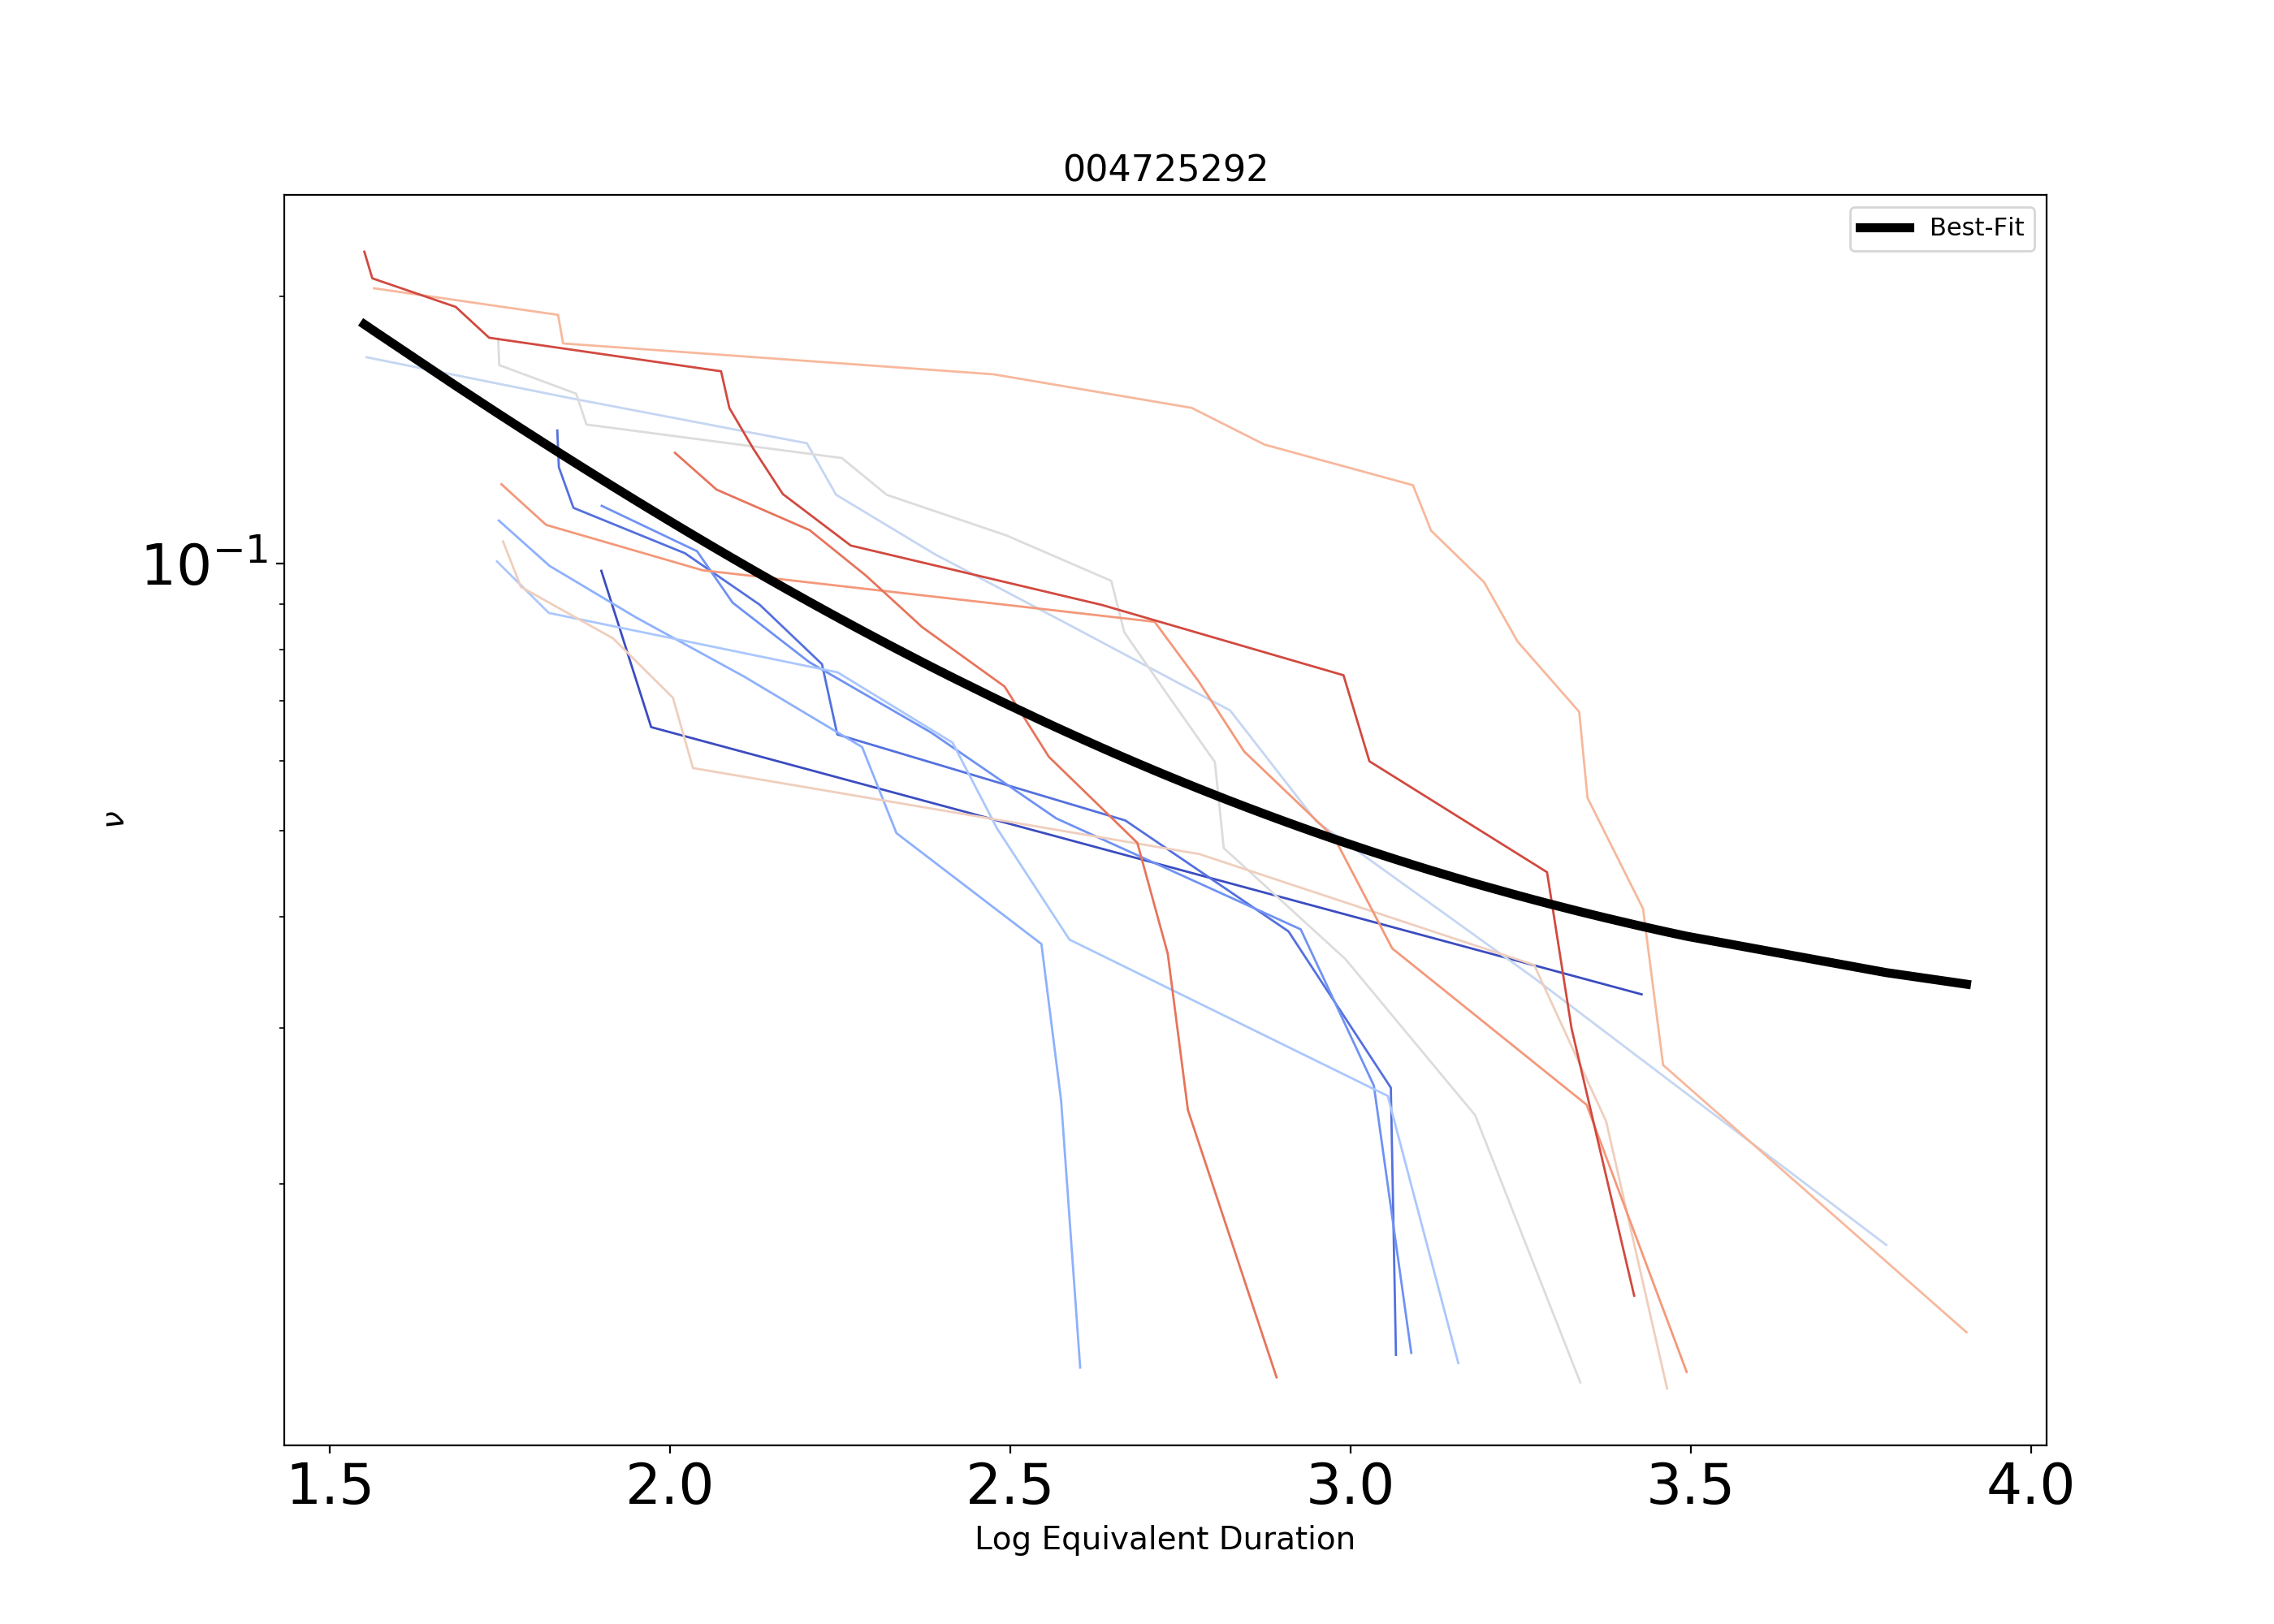 004725292
Best-Fit
10⁻¹
ν
1.5 2.0 2.5 3.0 3.5 4.0
Log Equivalent Duration